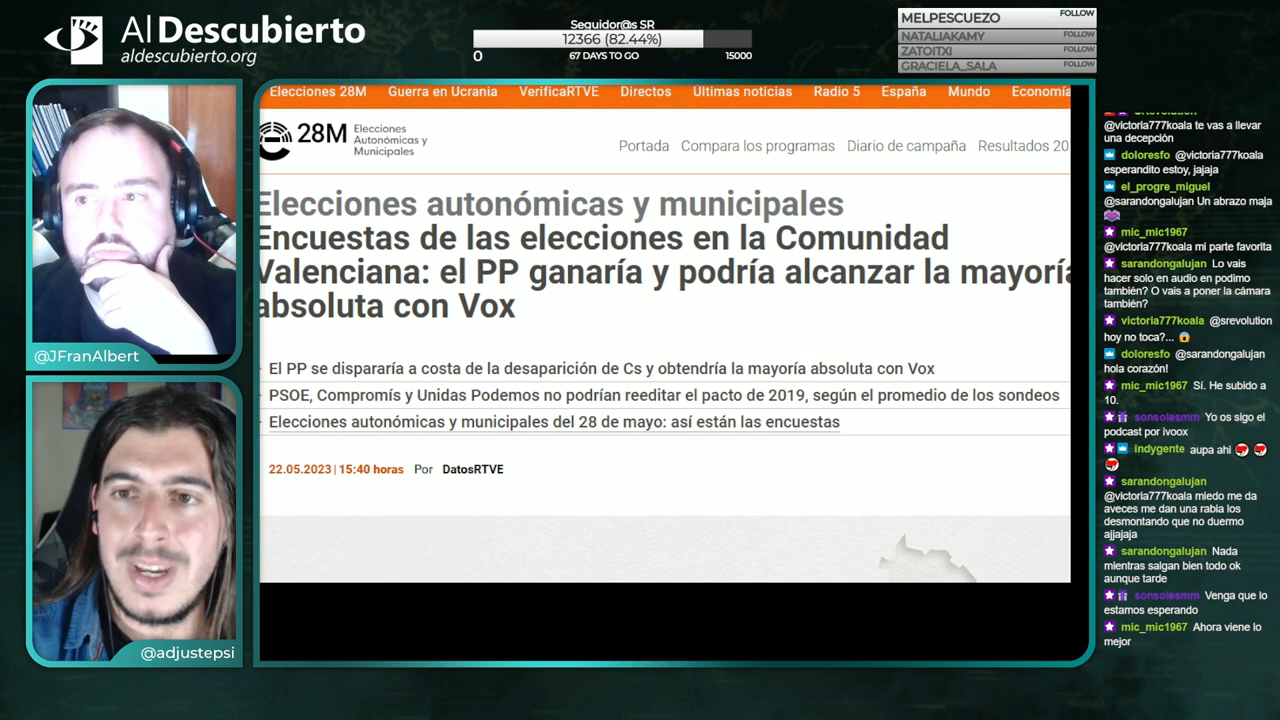 Al Descubierto
aldescubierto.org
Seguidor@s SR
12366 (82.44%)
0
67 DAYS TO GO
15000
MELPESCUEZO FOLLOW
NATALIAKAMY FOLLOW
ZATOITXI FOLLOW
GRACIELA_SALA FOLLOW
Elecciones 28M Guerra en Ucrania VerificaRTVE Directos Últimas noticias Radio 5 España Mundo Economía
28M
Elecciones
Autonómicas y
Municipales
Portada Compara los programas Diario de campaña Resultados 20
Elecciones autonómicas y municipales
Encuestas de las elecciones en la Comunidad
Valenciana: el PP ganaría y podría alcanzar la mayoría
absoluta con Vox
El PP se dispararía a costa de la desaparición de Cs y obtendría la mayoría absoluta con Vox
PSOE, Compromís y Unidas Podemos no podrían reeditar el pacto de 2019, según el promedio de los sondeos
Elecciones autonómicas y municipales del 28 de mayo: así están las encuestas
22.05.2023 | 15:40 horas Por DatosRTVE
@JFranAlbert
@adjustepsi
@victoria777koala te vas a llevar
una decepción
doloresfo @victoria777koala
esperandito estoy, jajaja
el_progre_miguel
@sarandongalujan Un abrazo maja
mic_mic1967
@victoria777koala mi parte favorita
sarandongalujan Lo vais
hacer solo en audio en podimo
también? O vais a poner la cámara
también?
victoria777koala @srevolution
hoy no toca?...
doloresfo @sarandongalujan
hola corazón!
mic_mic1967 Sí. He subido a
10.
sonsolesmm Yo os sigo el
podcast por ivoox
indygente aupa ahi
sarandongalujan
@victoria777koala miedo me da
aveces me dan una rabia los
desmontando que no duermo
ajjajaja
sarandongalujan Nada
mientras salgan bien todo ok
aunque tarde
sonsolesmm Venga que lo
estamos esperando
mic_mic1967 Ahora viene lo
mejor